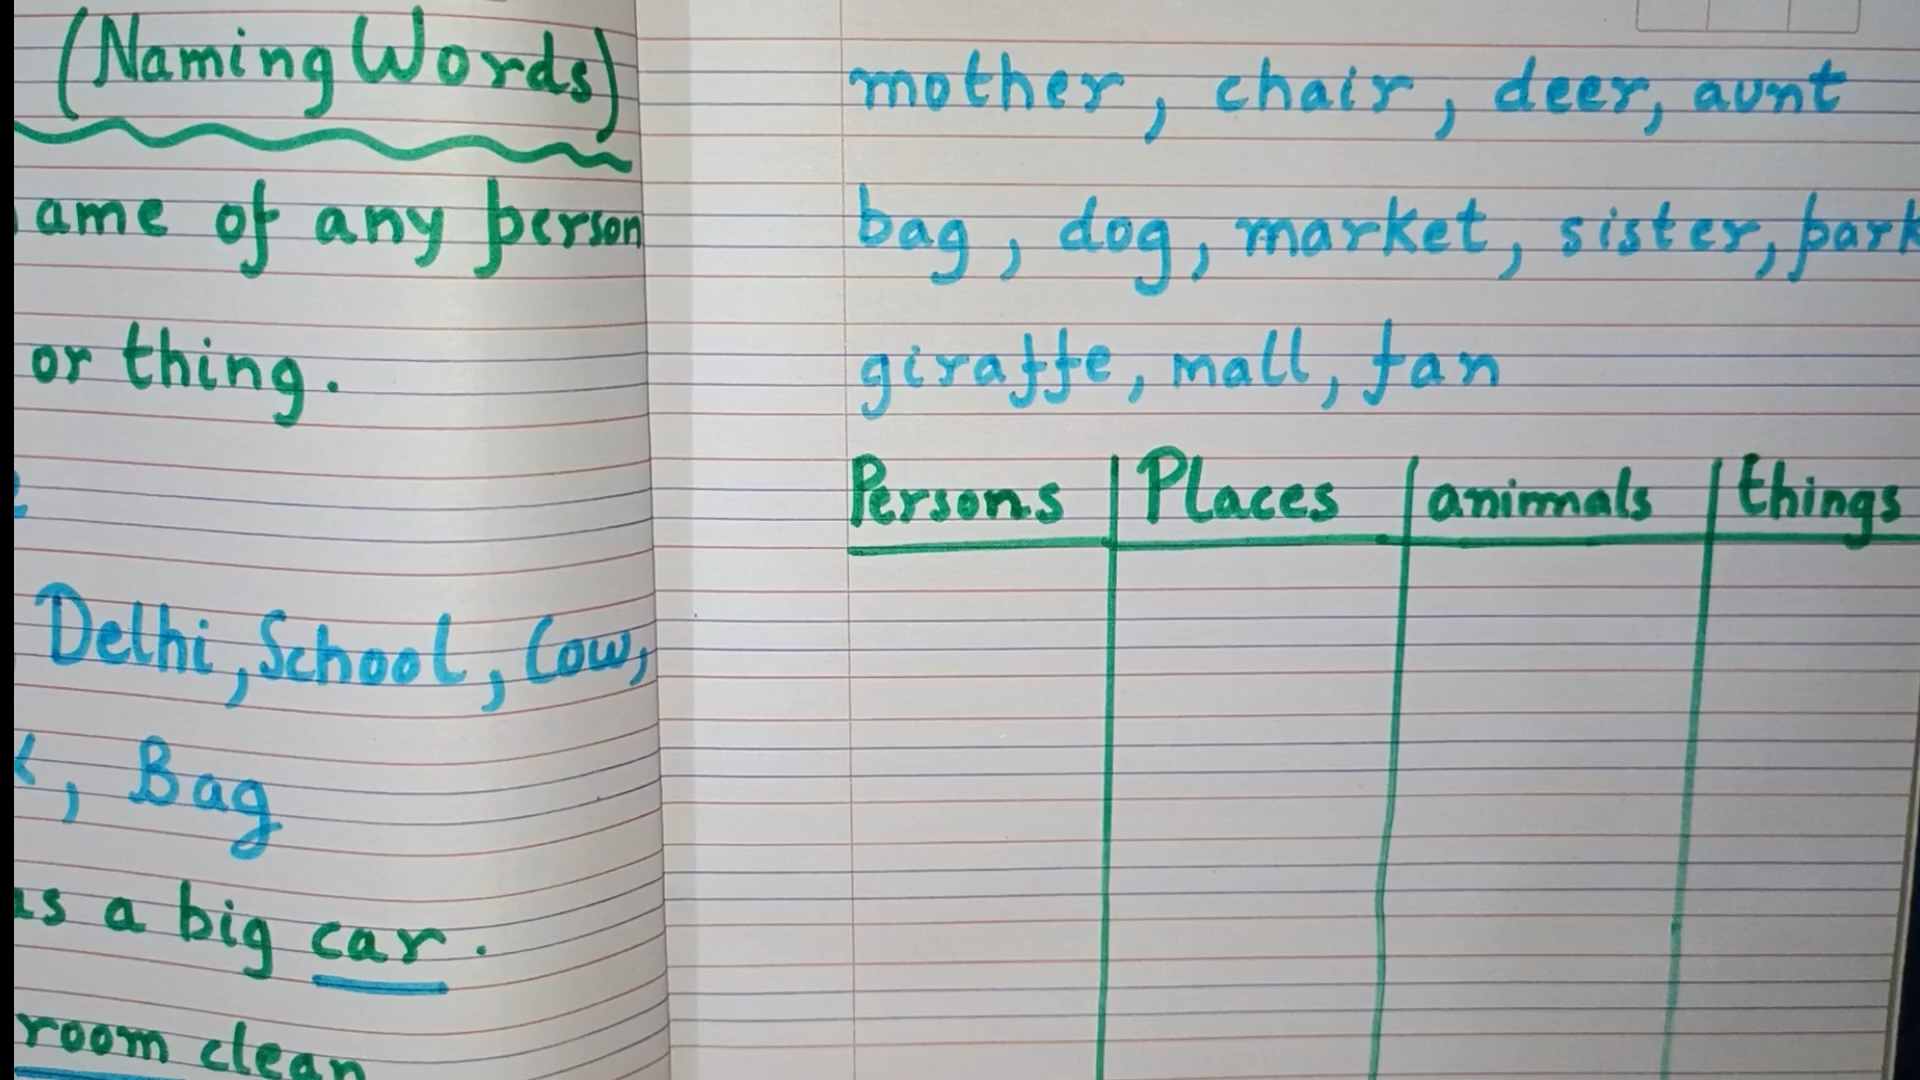 (Naming Words)
ame of any person
or thing.
Delhi, School, Cow,
, Bag
as a big car.
room clean
mother, chair, deer, aunt
bag, dog, market, sister, park
giraffe, mall, fan
Persons Places animals things